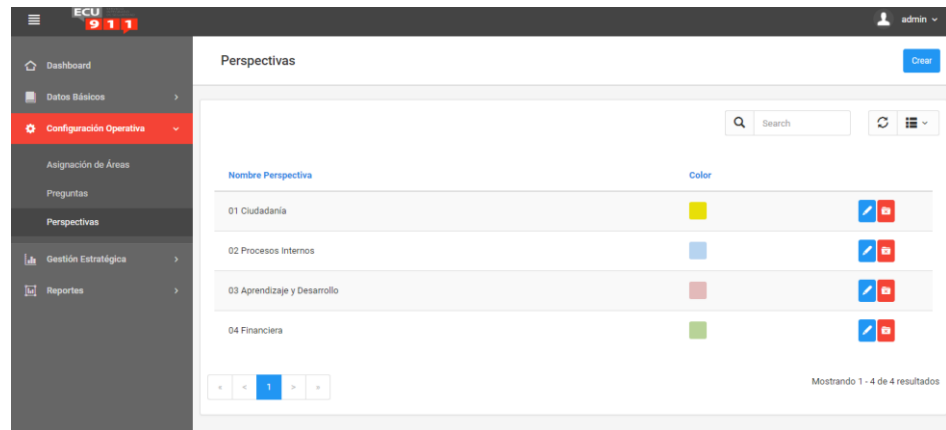 ECU
911
admin
Dashboard
Datos Básicos
Configuración Operativa
Asignación de Áreas
Preguntas
Perspectivas
Gestión Estratégica
Reportes
Perspectivas
Crear
Search
Nombre Perspectiva Color
01 Ciudadanía
02 Procesos Internos
03 Aprendizaje y Desarrollo
04 Financiera
« < 1 > »
Mostrando 1 - 4 de 4 resultados